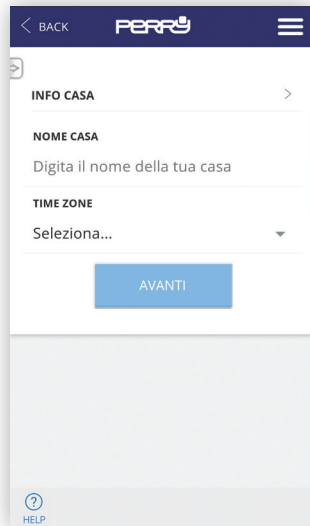 BACK
PERRY
INFO CASA
NOME CASA
Digita il nome della tua casa
TIME ZONE
Seleziona...
AVANTI
HELP